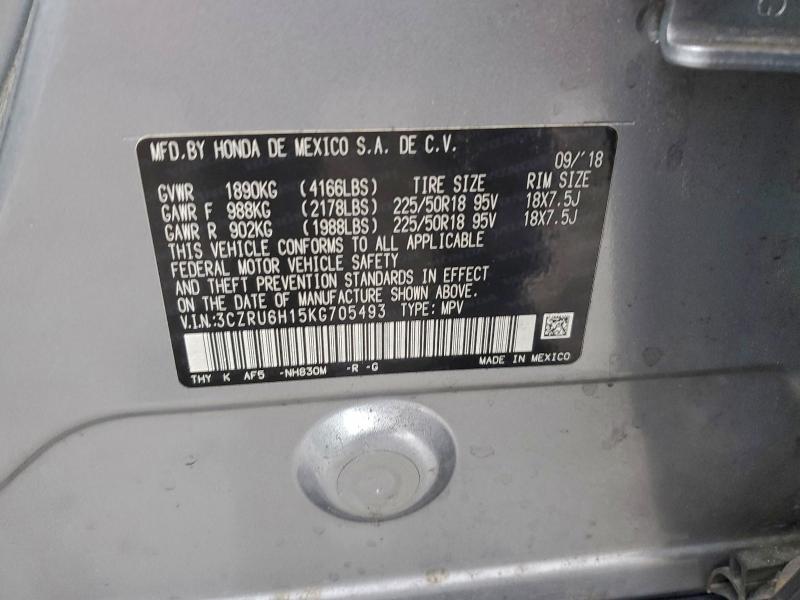 MFD.BY HONDA DE MEXICO S.A. DE C.V.
09/'18
GVWR 1890KG (4166LBS) TIRE SIZE RIM SIZE
GAWR F 988KG (2178LBS) 225/50R18 95V 18X7.5J
GAWR R 902KG (1988LBS) 225/50R18 95V 18X7.5J
THIS VEHICLE CONFORMS TO ALL APPLICABLE
FEDERAL MOTOR VEHICLE SAFETY
AND THEFT PREVENTION STANDARDS IN EFFECT
ON THE DATE OF MANUFACTURE SHOWN ABOVE.
V.I.N:3CZRU6H15KG705493 TYPE: MPV
THY K AF5 -NH830M -R -G MADE IN MEXICO